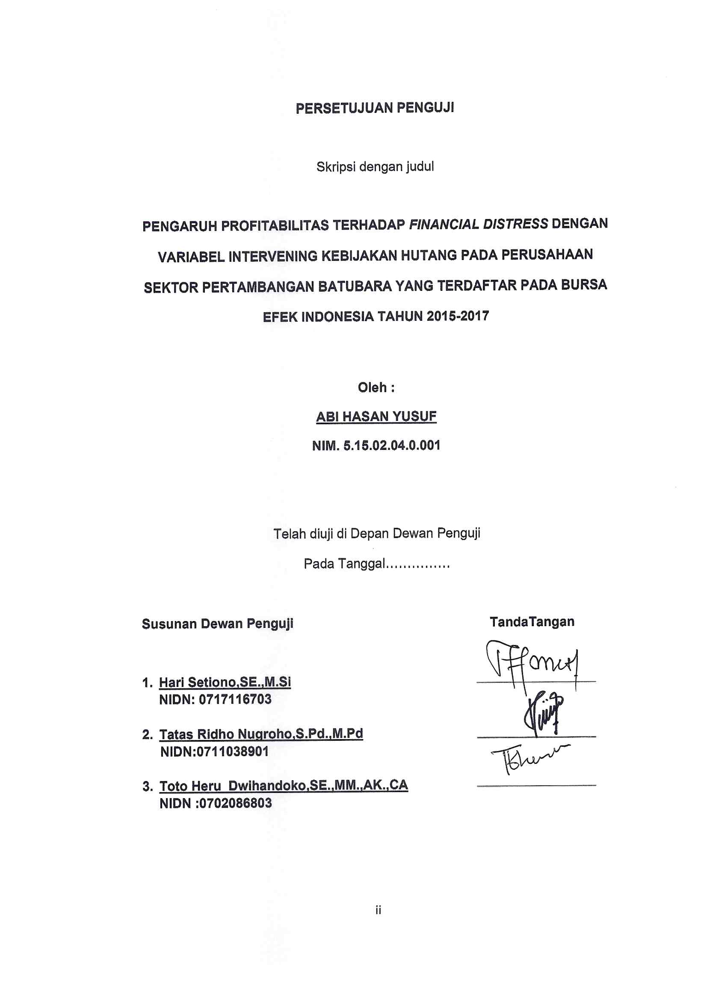 PERSETUJUAN PENGUJI
Skripsi dengan judul
PENGARUH PROFITABILITAS TERHADAP FINANCIAL DISTRESS DENGAN
VARIABEL INTERVENING KEBIJAKAN HUTANG PADA PERUSAHAAN
SEKTOR PERTAMBANGAN BATUBARA YANG TERDAFTAR PADA BURSA
EFEK INDONESIA TAHUN 2015-2017
Oleh :
ABI HASAN YUSUF
NIM. 5.15.02.04.0.001
Telah diuji di Depan Dewan Penguji
Pada Tanggal...............
Susunan Dewan Penguji
TandaTangan
1. Hari Setiono,SE.,M.Si
NIDN: 0717116703
2. Tatas Ridho Nugroho,S.Pd.,M.Pd
NIDN:0711038901
3. Toto Heru Dwihandoko,SE.,MM.,AK.,CA
NIDN :0702086803
ii